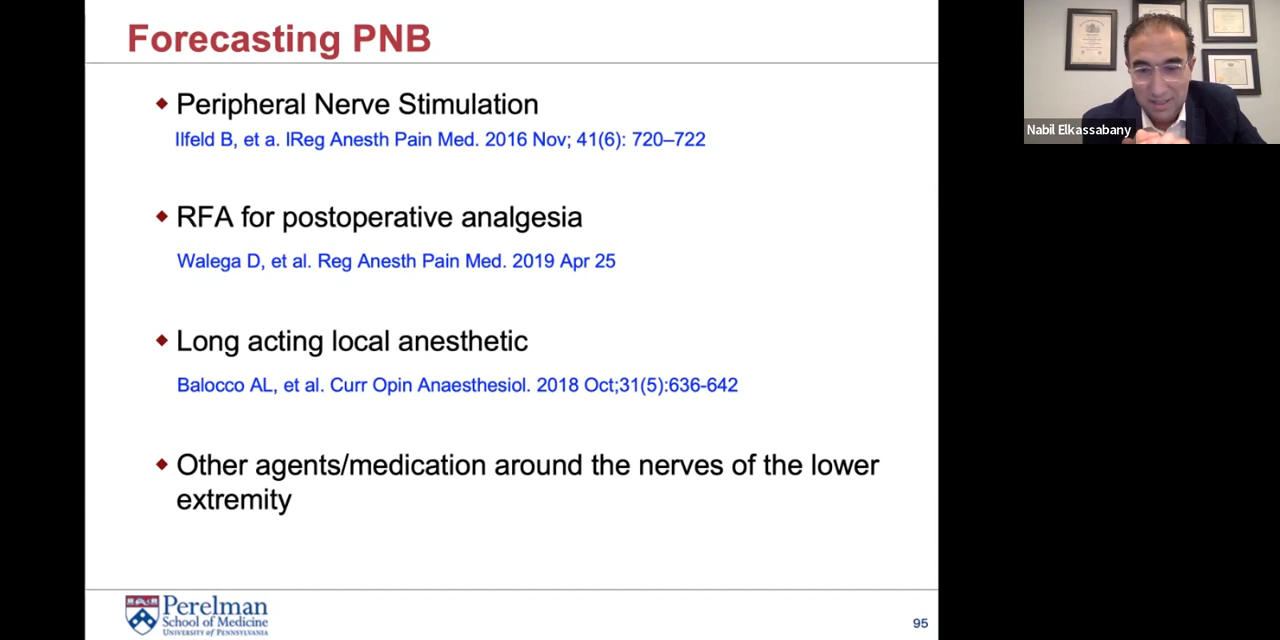 Forecasting PNB
Peripheral Nerve Stimulation
Ilfeld B, et a. lReg Anesth Pain Med. 2016 Nov; 41(6): 720–722
RFA for postoperative analgesia
Walega D, et al. Reg Anesth Pain Med. 2019 Apr 25
Long acting local anesthetic
Balocco AL, et al. Curr Opin Anaesthesiol. 2018 Oct;31(5):636-642
Other agents/medication around the nerves of the lower
extremity
Perelman
School of Medicine
University of Pennsylvania
95
Nabil Elkassabany